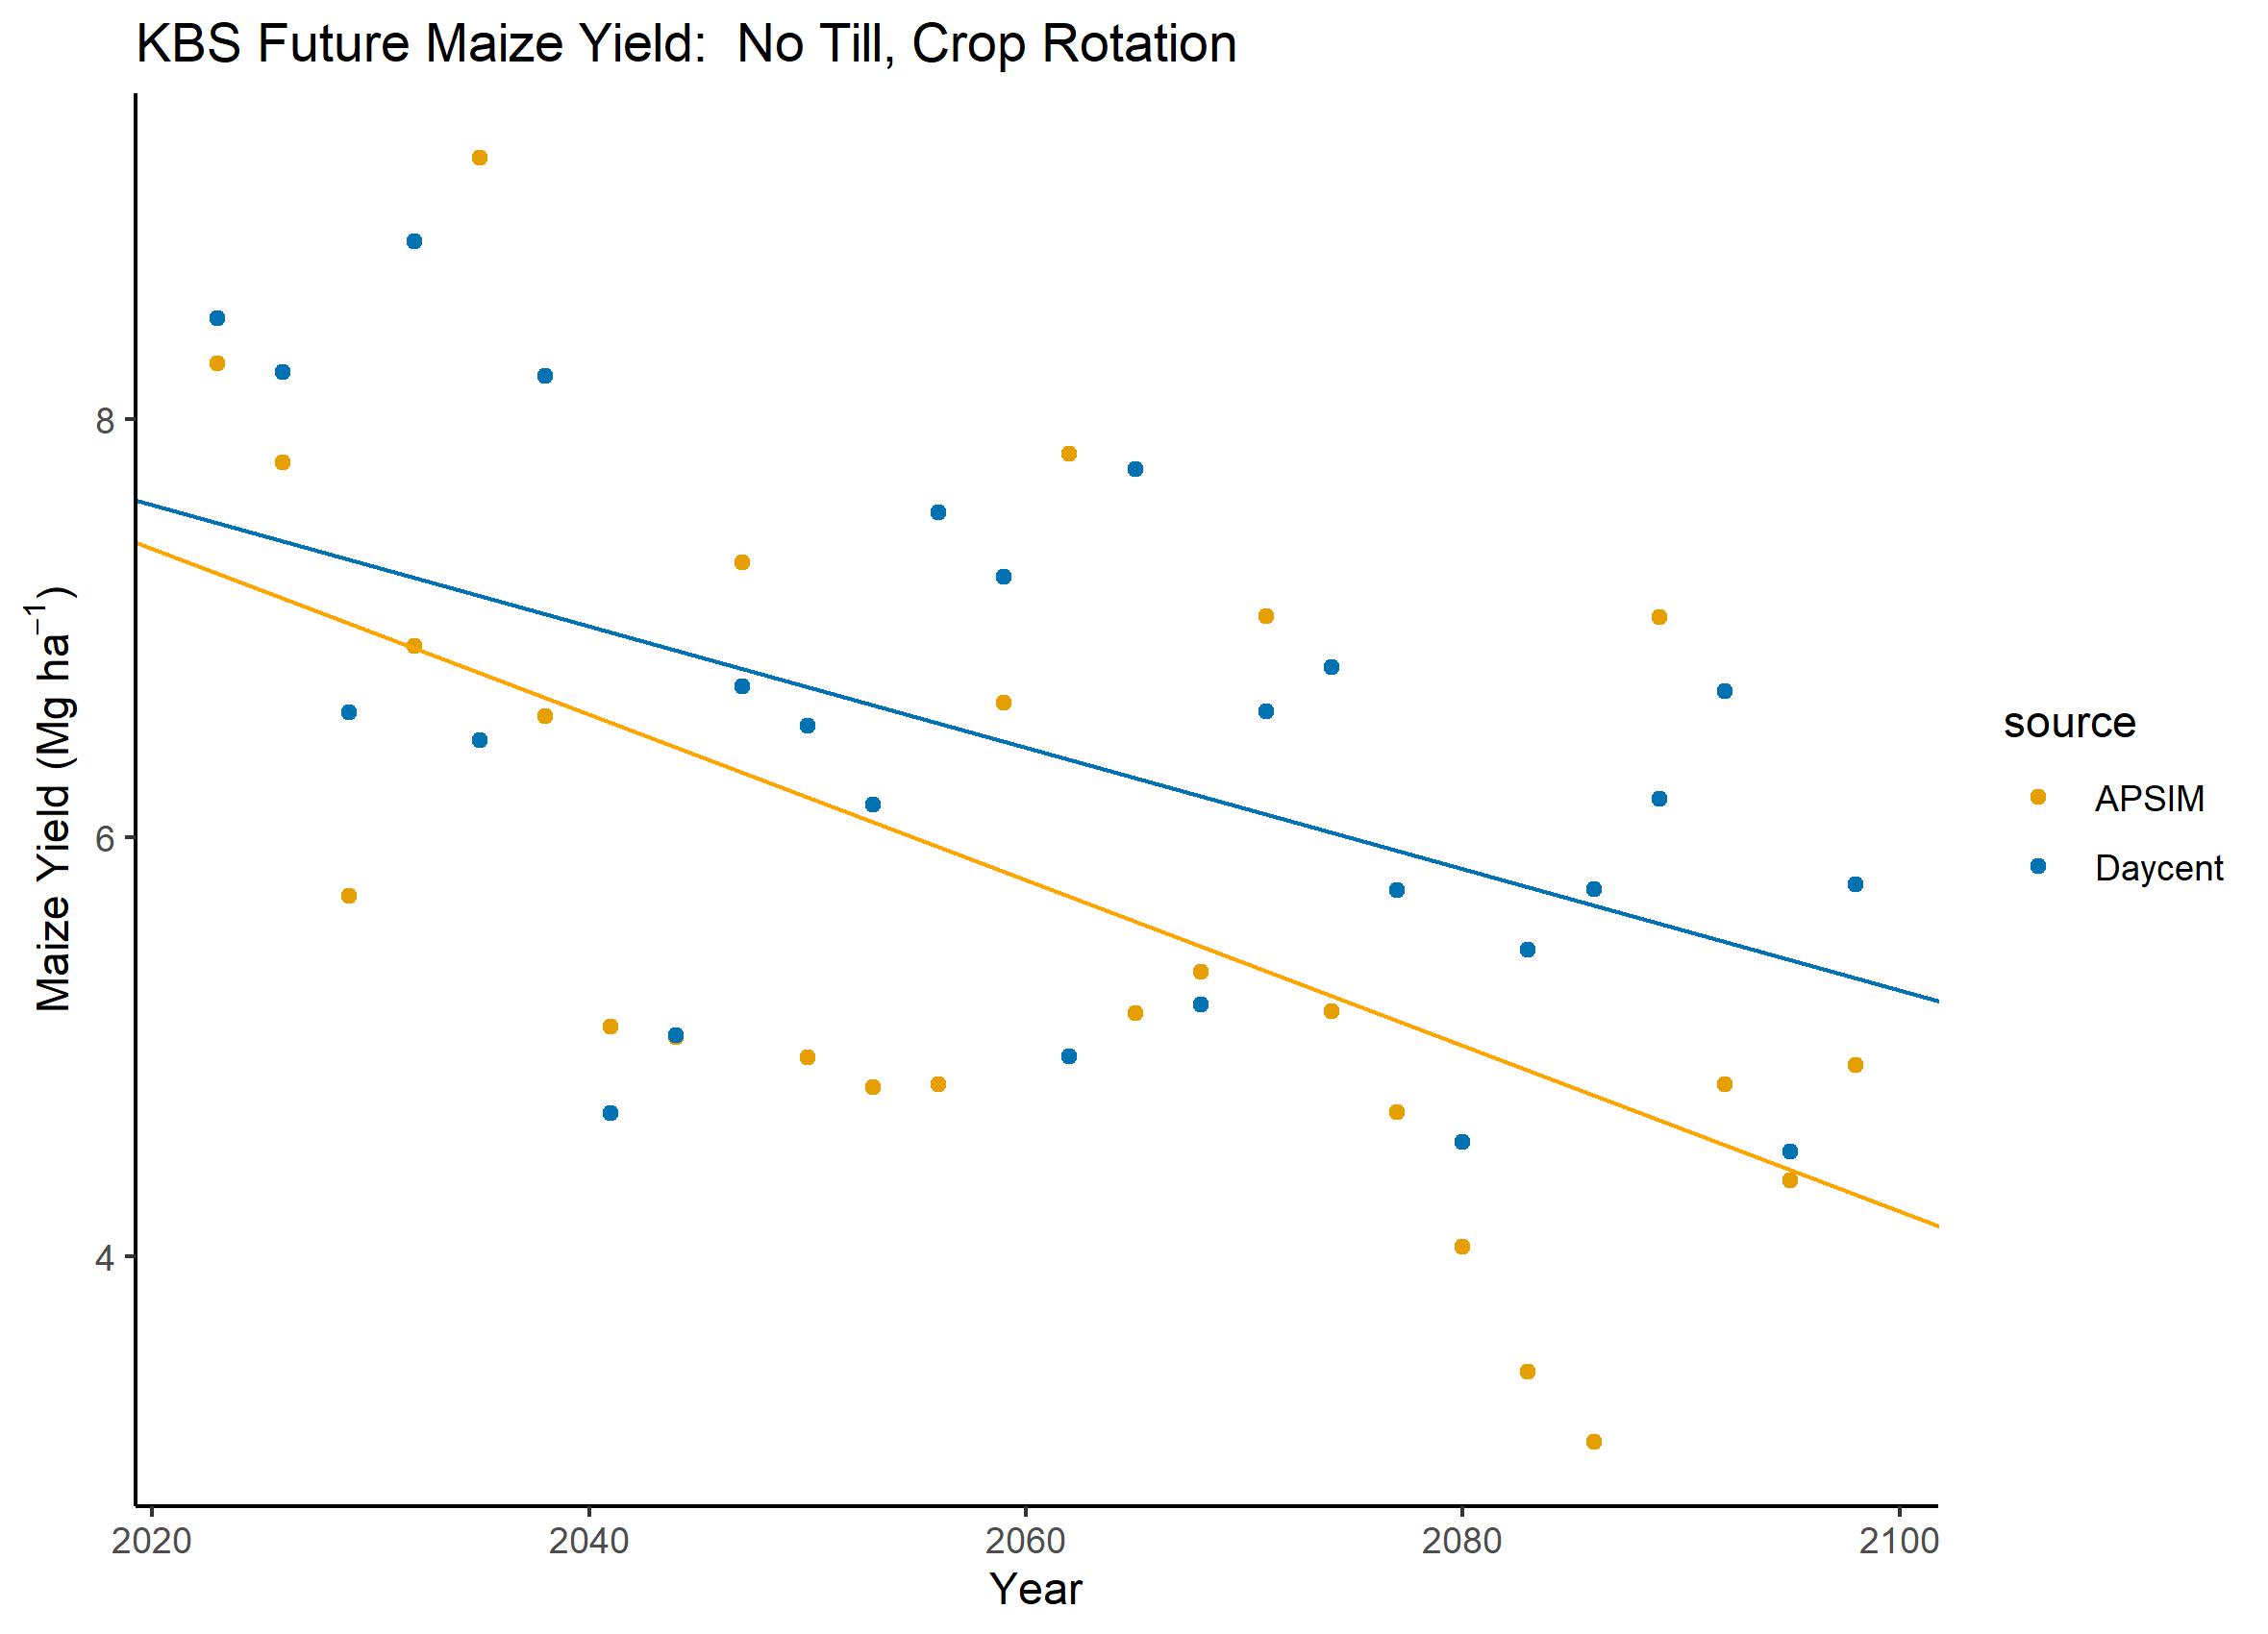 KBS Future Maize Yield:  No Till, Crop Rotation
Maize Yield (Mg ha⁻¹)
8
6
4
2020 2040 2060 2080 2100
Year
source
APSIM
Daycent